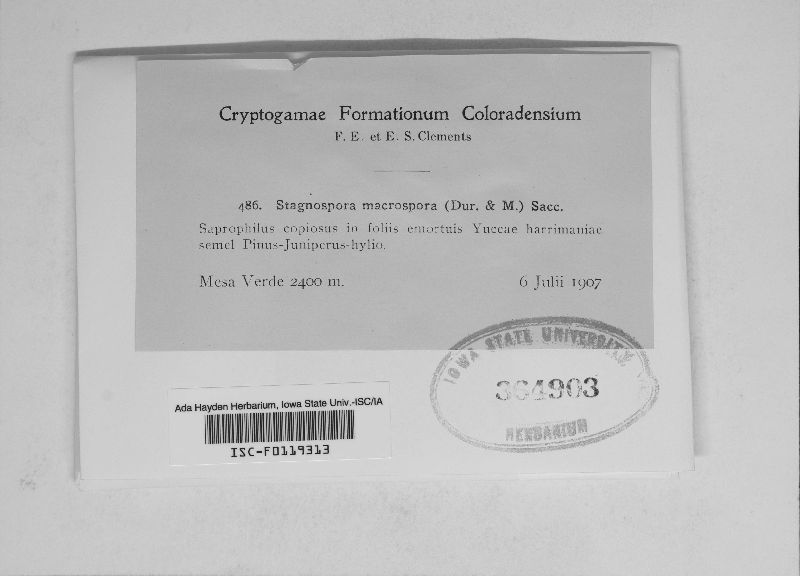 Cryptogamae Formationum Coloradensium
F. E. et E. S. Clements
486. Stagnospora macrospora (Dur. & M.) Sacc.
Saprophilus copiosus in foliis emortuis Yuccae harrimaniae
semel Pinus-Juniperus-hylio.
Mesa Verde 2400 m. 6 Julii 1907
IOWA STATE UNIVERSITY
364903
HERBARIUM
Ada Hayden Herbarium, Iowa State Univ.-ISC/IA
ISC-F0119313